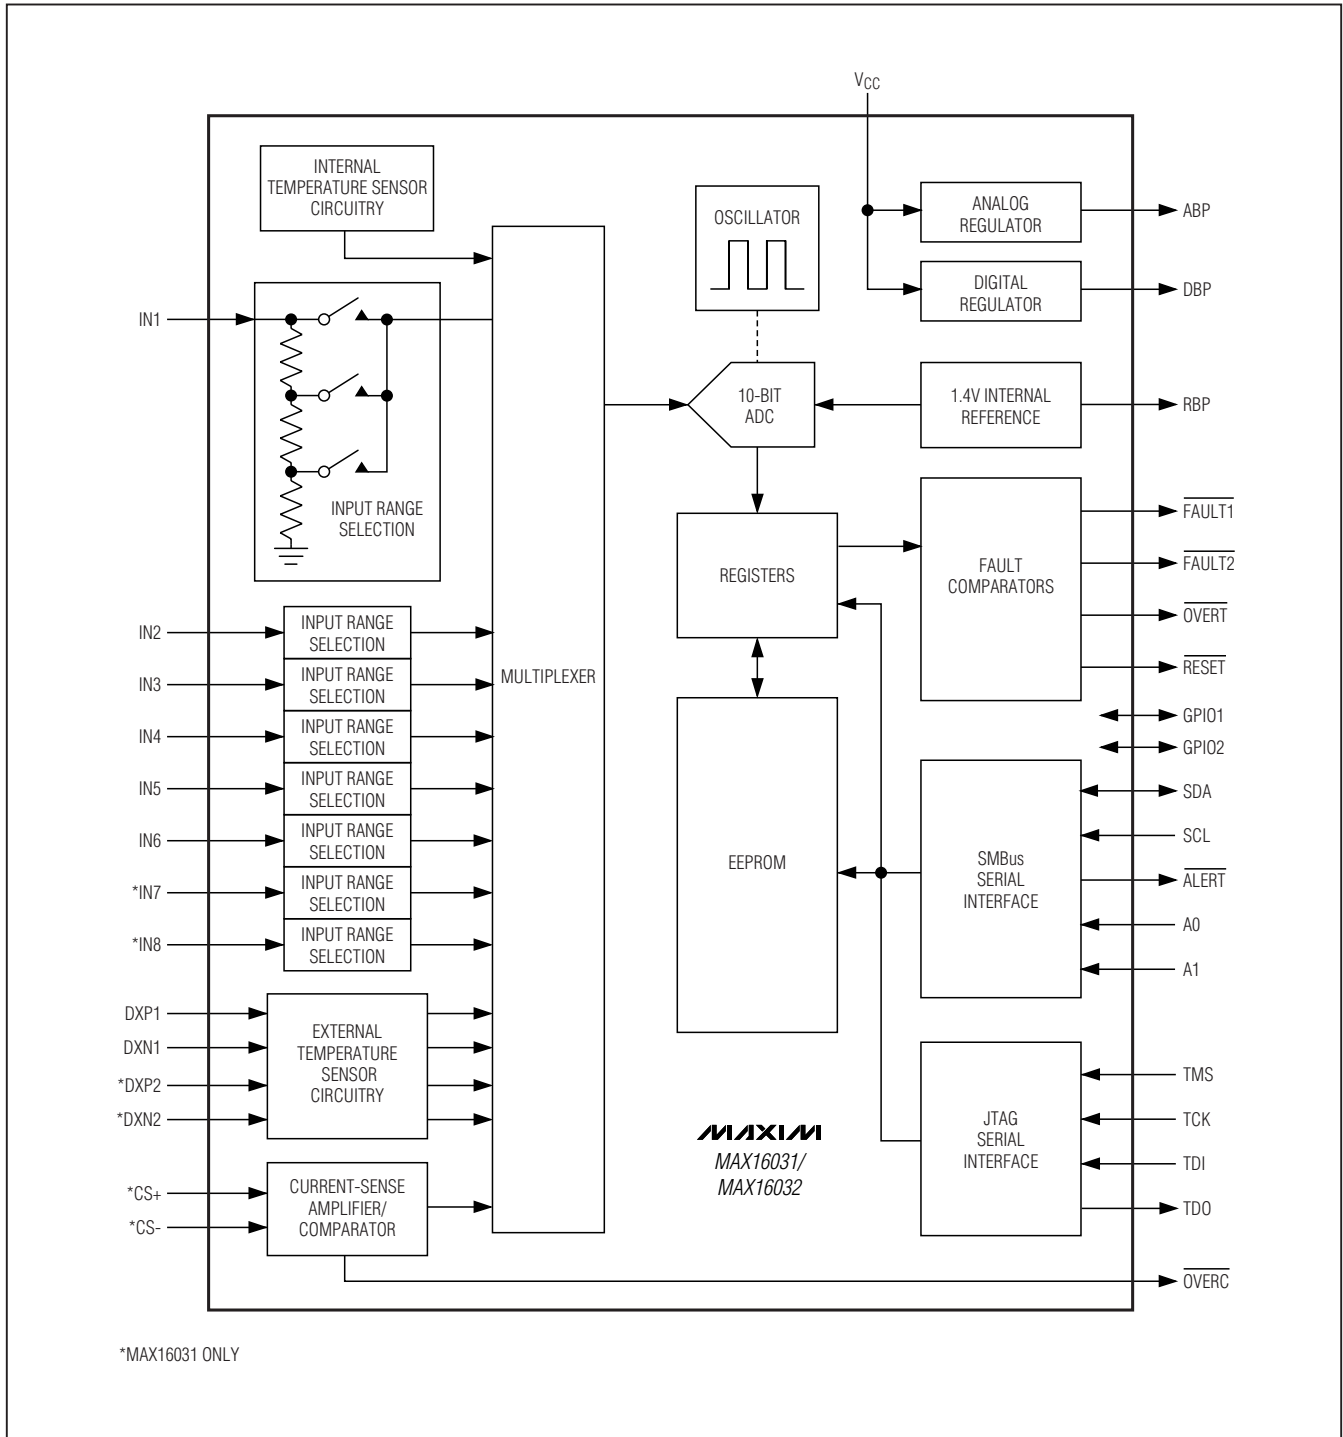 VCC
INTERNAL
TEMPERATURE SENSOR
CIRCUITRY
OSCILLATOR
ANALOG
REGULATOR
ABP
DIGITAL
REGULATOR
DBP
IN1
10-BIT
ADC
1.4V INTERNAL
REFERENCE
RBP
INPUT RANGE
SELECTION
REGISTERS
FAULT
COMPARATORS
FAULT1
FAULT2
OVERT
RESET
IN2
INPUT RANGE
SELECTION
IN3
INPUT RANGE
SELECTION
IN4
INPUT RANGE
SELECTION
IN5
INPUT RANGE
SELECTION
IN6
INPUT RANGE
SELECTION
*IN7
INPUT RANGE
SELECTION
*IN8
INPUT RANGE
SELECTION
MULTIPLEXER
GPIO1
GPIO2
EEPROM
SMBus
SERIAL
INTERFACE
SDA
SCL
ALERT
A0
A1
DXP1
DXN1
*DXP2
*DXN2
EXTERNAL
TEMPERATURE
SENSOR
CIRCUITRY
MAXIM
MAX16031/
MAX16032
JTAG
SERIAL
INTERFACE
TMS
TCK
TDI
TDO
*CS+
*CS-
CURRENT-SENSE
AMPLIFIER/
COMPARATOR
OVERC
*MAX16031 ONLY